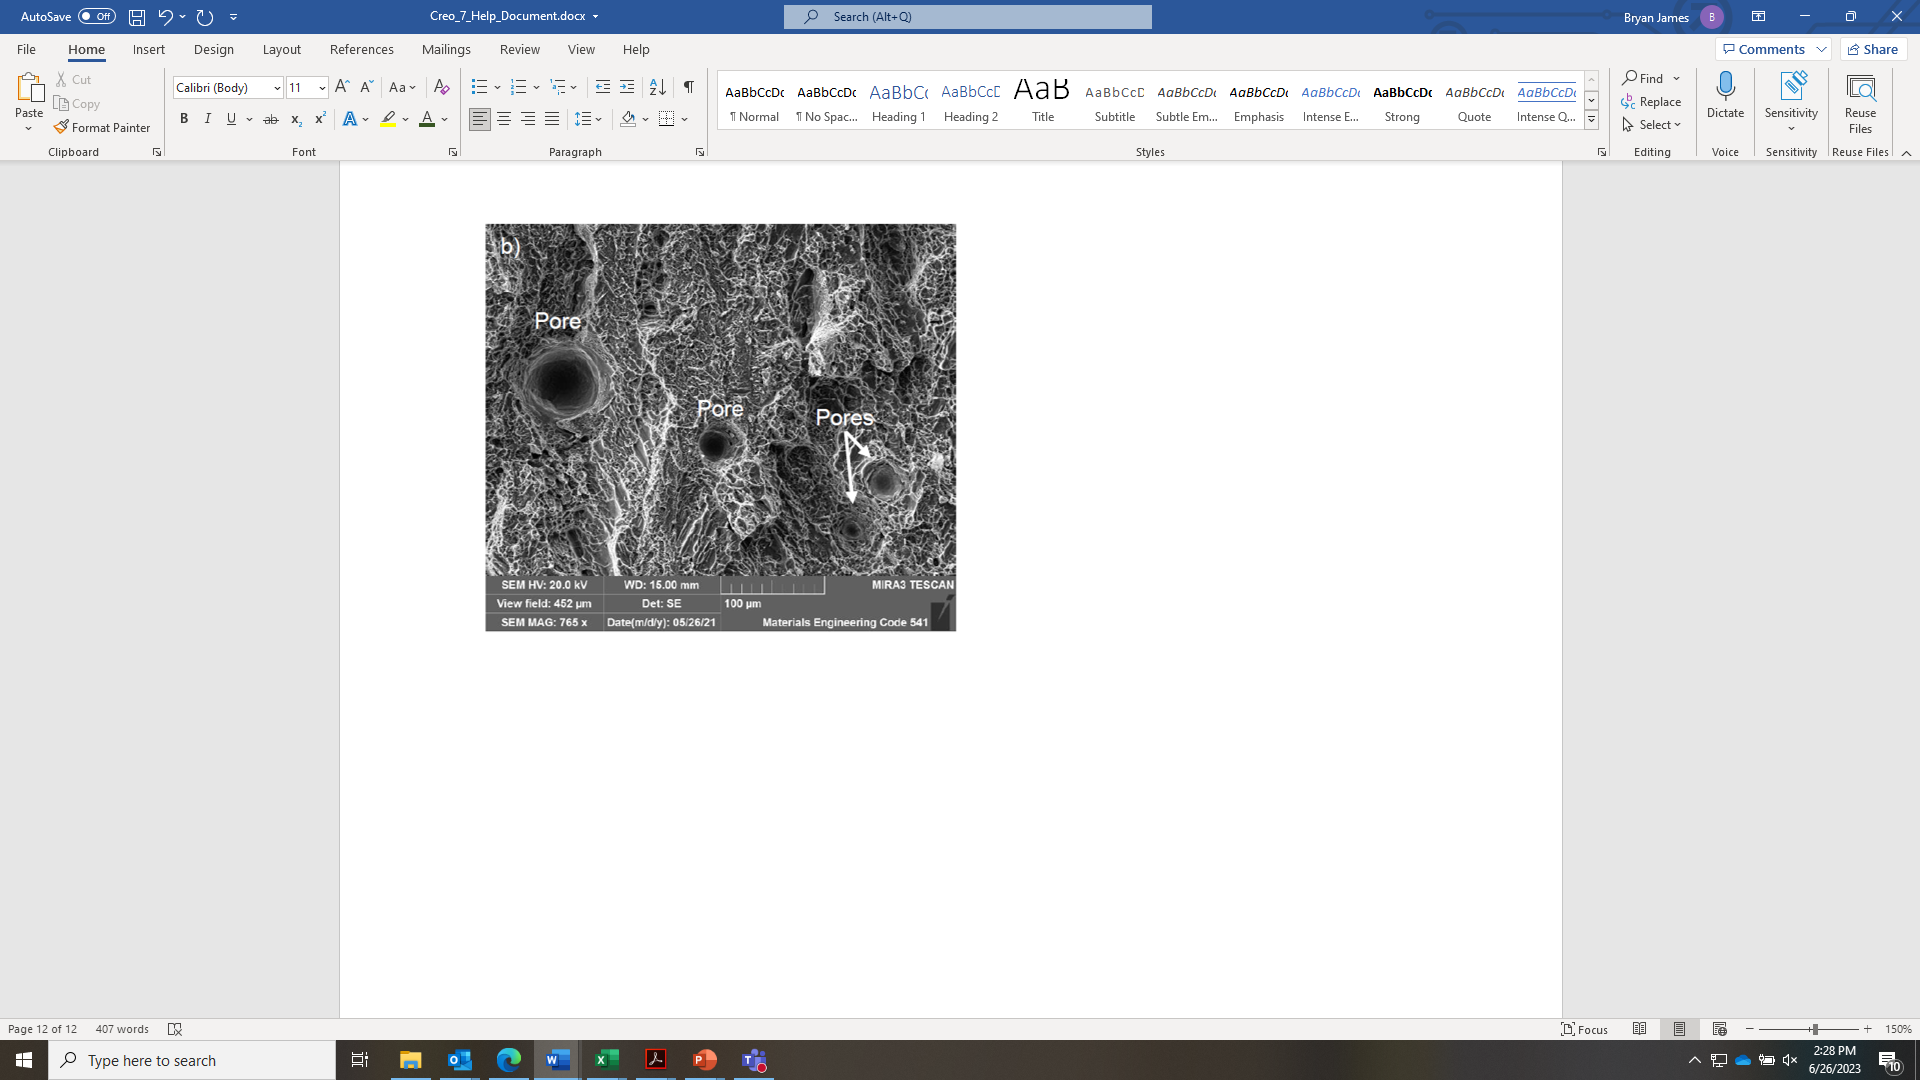 AutoSave Off Creo_7_Help_Document.docx Search (Alt+Q) Bryan James B
File Home Insert Design Layout References Mailings Review View Help Comments Share
Paste Cut Copy Format Painter
Calibri (Body) 11
AaBbCcDc AaBbCcDc AaBbCc AaBbCcD AaB AaBbCcD AaBbCcDc AaBbCcDc AaBbCcDc AaBbCcDc AaBbCcDc AaBbCcDc
¶ Normal ¶ No Spac... Heading 1 Heading 2 Title Subtitle Subtle Em... Emphasis Intense E... Strong Quote Intense Q...
Find Replace Select
Dictate Sensitivity Reuse Files
Clipboard Font Paragraph Styles Editing Voice Sensitivity Reuse Files
b)
Pore
Pore
Pores
SEM HV: 20.0 kV WD: 15.00 mm MIRA3 TESCAN
View field: 452 µm Det: SE 100 µm
SEM MAG: 765 x Date(m/d/y): 05/26/21 Materials Engineering Code 541
Page 12 of 12 407 words Focus 150%
Type here to search
2:28 PM
6/26/2023
10